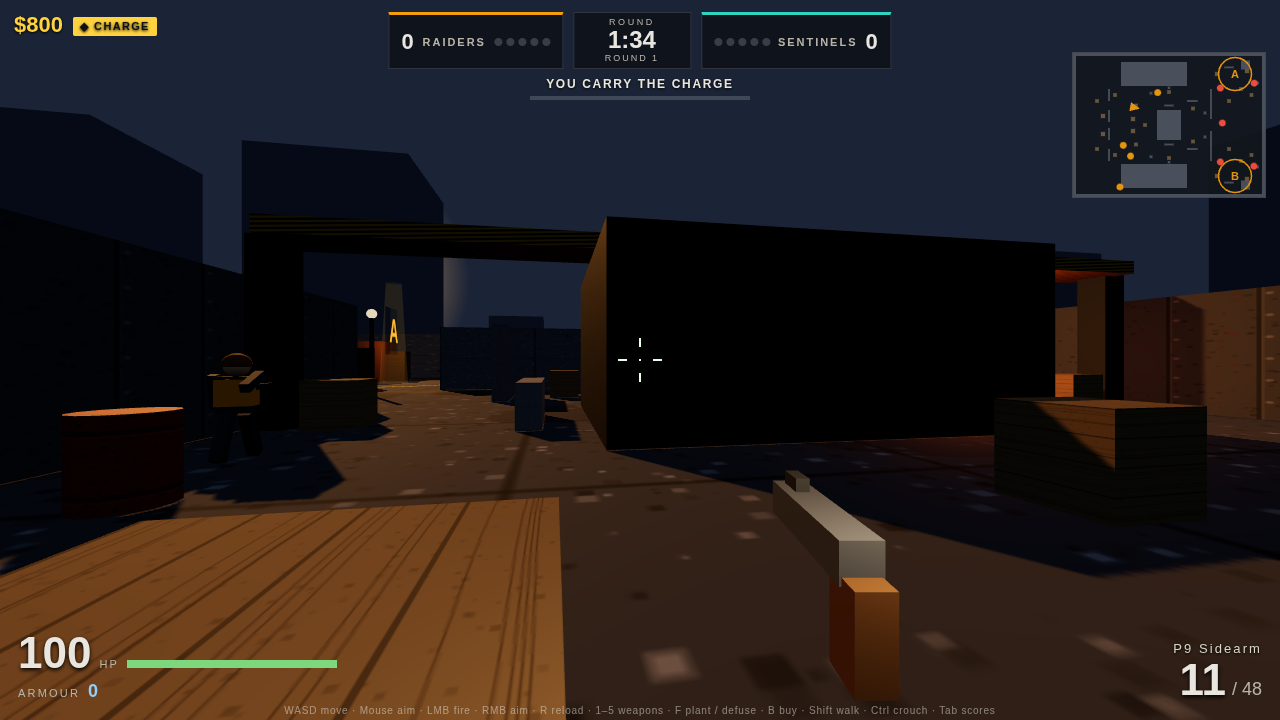 $800 ◆ CHARGE
0 RAIDERS
ROUND
1:34
ROUND 1
SENTINELS 0
YOU CARRY THE CHARGE
A
B
A
100 HP
ARMOUR 0
P9 Sidearm
11 / 48
WASD move · Mouse aim · LMB fire · RMB aim · R reload · 1–5 weapons · F plant / defuse · B buy · Shift walk · Ctrl crouch · Tab scores